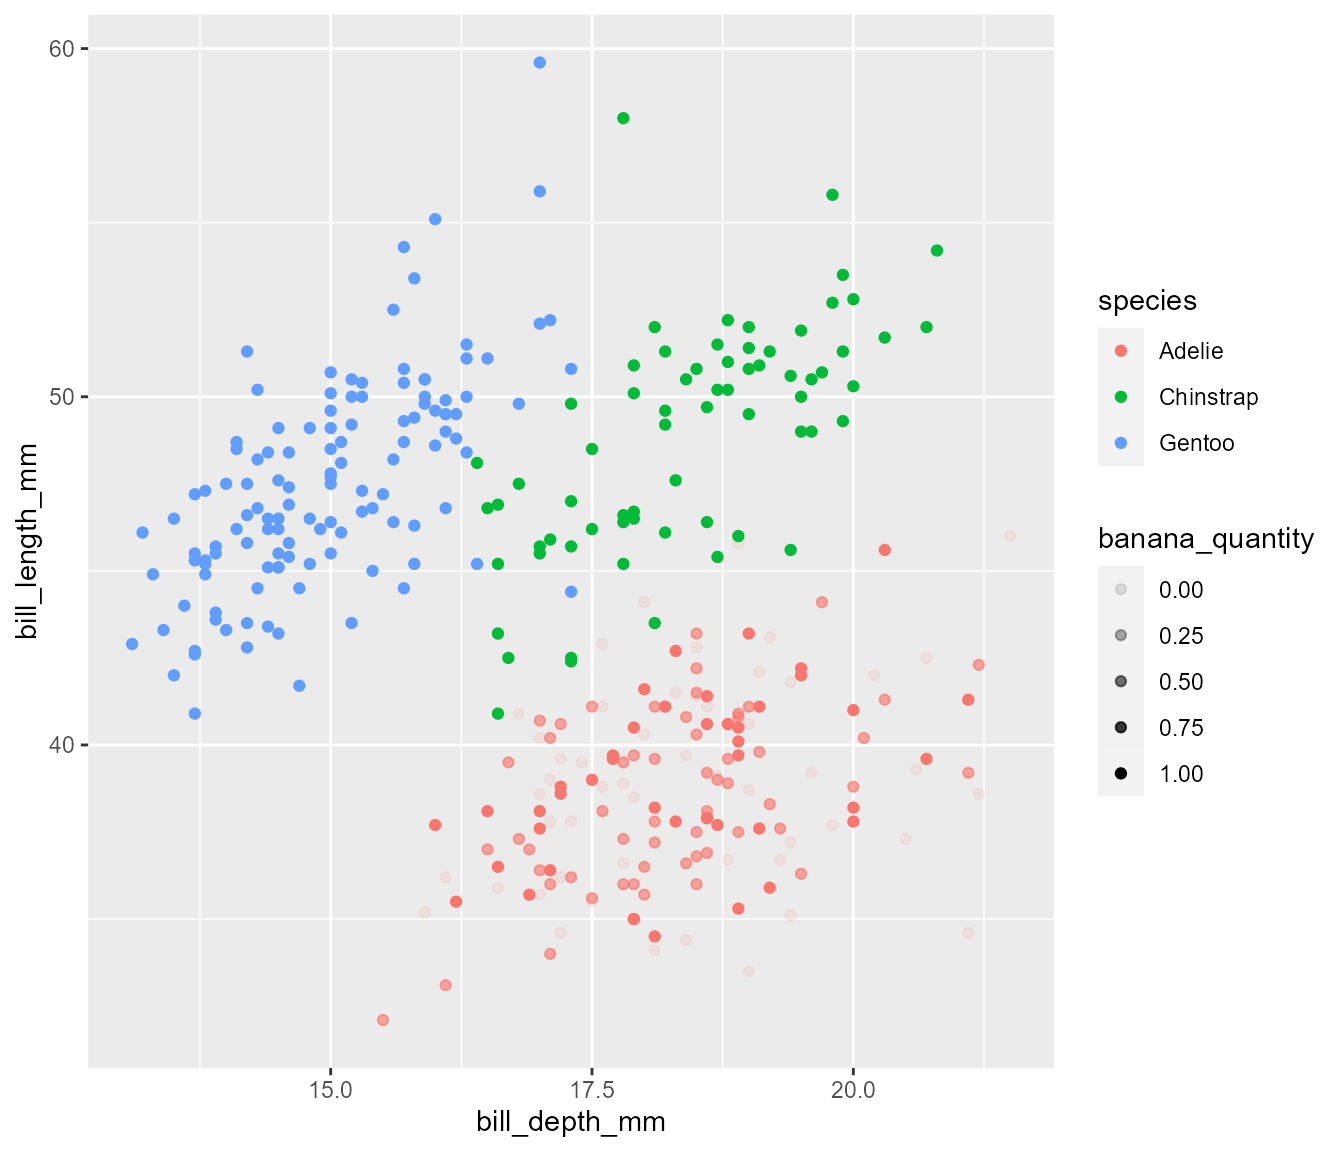 60
50
40
bill_length_mm
15.0
17.5
20.0
bill_depth_mm
species
Adelie
Chinstrap
Gentoo
banana_quantity
0.00
0.25
0.50
0.75
1.00